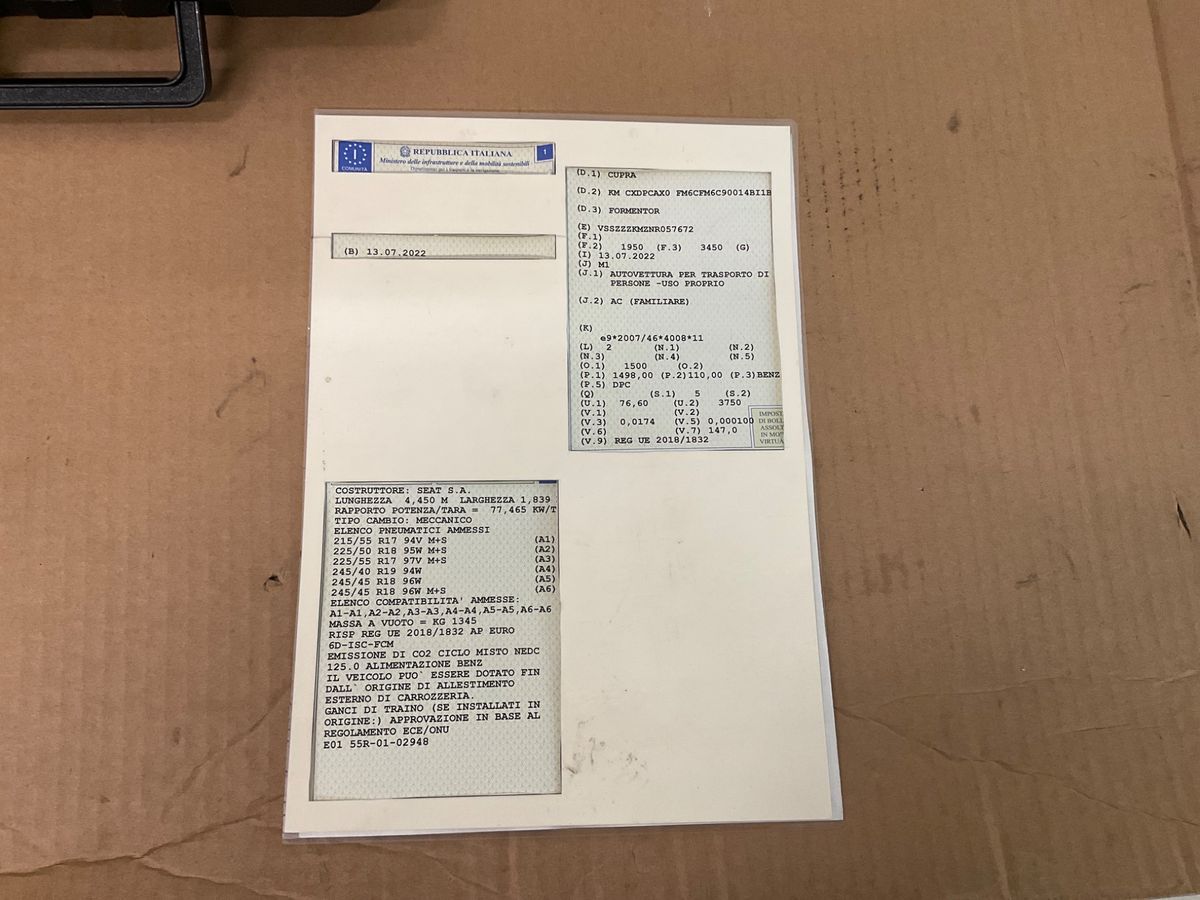 REPUBBLICA ITALIANA
1
Ministero delle infrastrutture e della mobilità sostenibili
COMUNITÀ
(B) 13.07.2022
(D.1) CUPRA
(D.2) KM CXDPCAX0 FM6CFM6C90014BI1B
(D.3) FORMENTOR
(E) VSSZZZKMZNR057672
(F.1)
(F.2) 1950 (F.3) 3450 (G)
(I) 13.07.2022
(J) M1
(J.1) AUTOVETTURA PER TRASPORTO DI
PERSONE -USO PROPRIO
(J.2) AC (FAMILIARE)
(K)
e9*2007/46*4008*11
(L) 2 (N.1) (N.2)
(N.3) (N.4) (N.5)
(O.1) 1500 (O.2)
(P.1) 1498,00 (P.2)110,00 (P.3)BENZ
(P.5) DPC
(Q) (S.1) 5 (S.2)
(U.1) 76,60 (U.2) 3750
(V.1) (V.2)
(V.3) 0,0174 (V.5) 0,000100
(V.6) (V.7) 147,0
(V.9) REG UE 2018/1832
IMPOST
DI BOLL
ASSOLT
IN MO
VIRTUA
COSTRUTTORE: SEAT S.A.
LUNGHEZZA 4,450 M LARGHEZZA 1,839
RAPPORTO POTENZA/TARA = 77,465 KW/T
TIPO CAMBIO: MECCANICO
ELENCO PNEUMATICI AMMESSI
215/55 R17 94V M+S (A1)
225/50 R18 95W M+S (A2)
225/55 R17 97V M+S (A3)
245/40 R19 94W (A4)
245/45 R18 96W (A5)
245/45 R18 96W M+S (A6)
ELENCO COMPATIBILITA' AMMESSE:
A1-A1,A2-A2,A3-A3,A4-A4,A5-A5,A6-A6
MASSA A VUOTO = KG 1345
RISP REG UE 2018/1832 AP EURO
6D-ISC-FCM
EMISSIONE DI CO2 CICLO MISTO NEDC
125.0 ALIMENTAZIONE BENZ
IL VEICOLO PUO` ESSERE DOTATO FIN
DALL` ORIGINE DI ALLESTIMENTO
ESTERNO DI CARROZZERIA.
GANCI DI TRAINO (SE INSTALLATI IN
ORIGINE:) APPROVAZIONE IN BASE AL
REGOLAMENTO ECE/ONU
E01 55R-01-02948